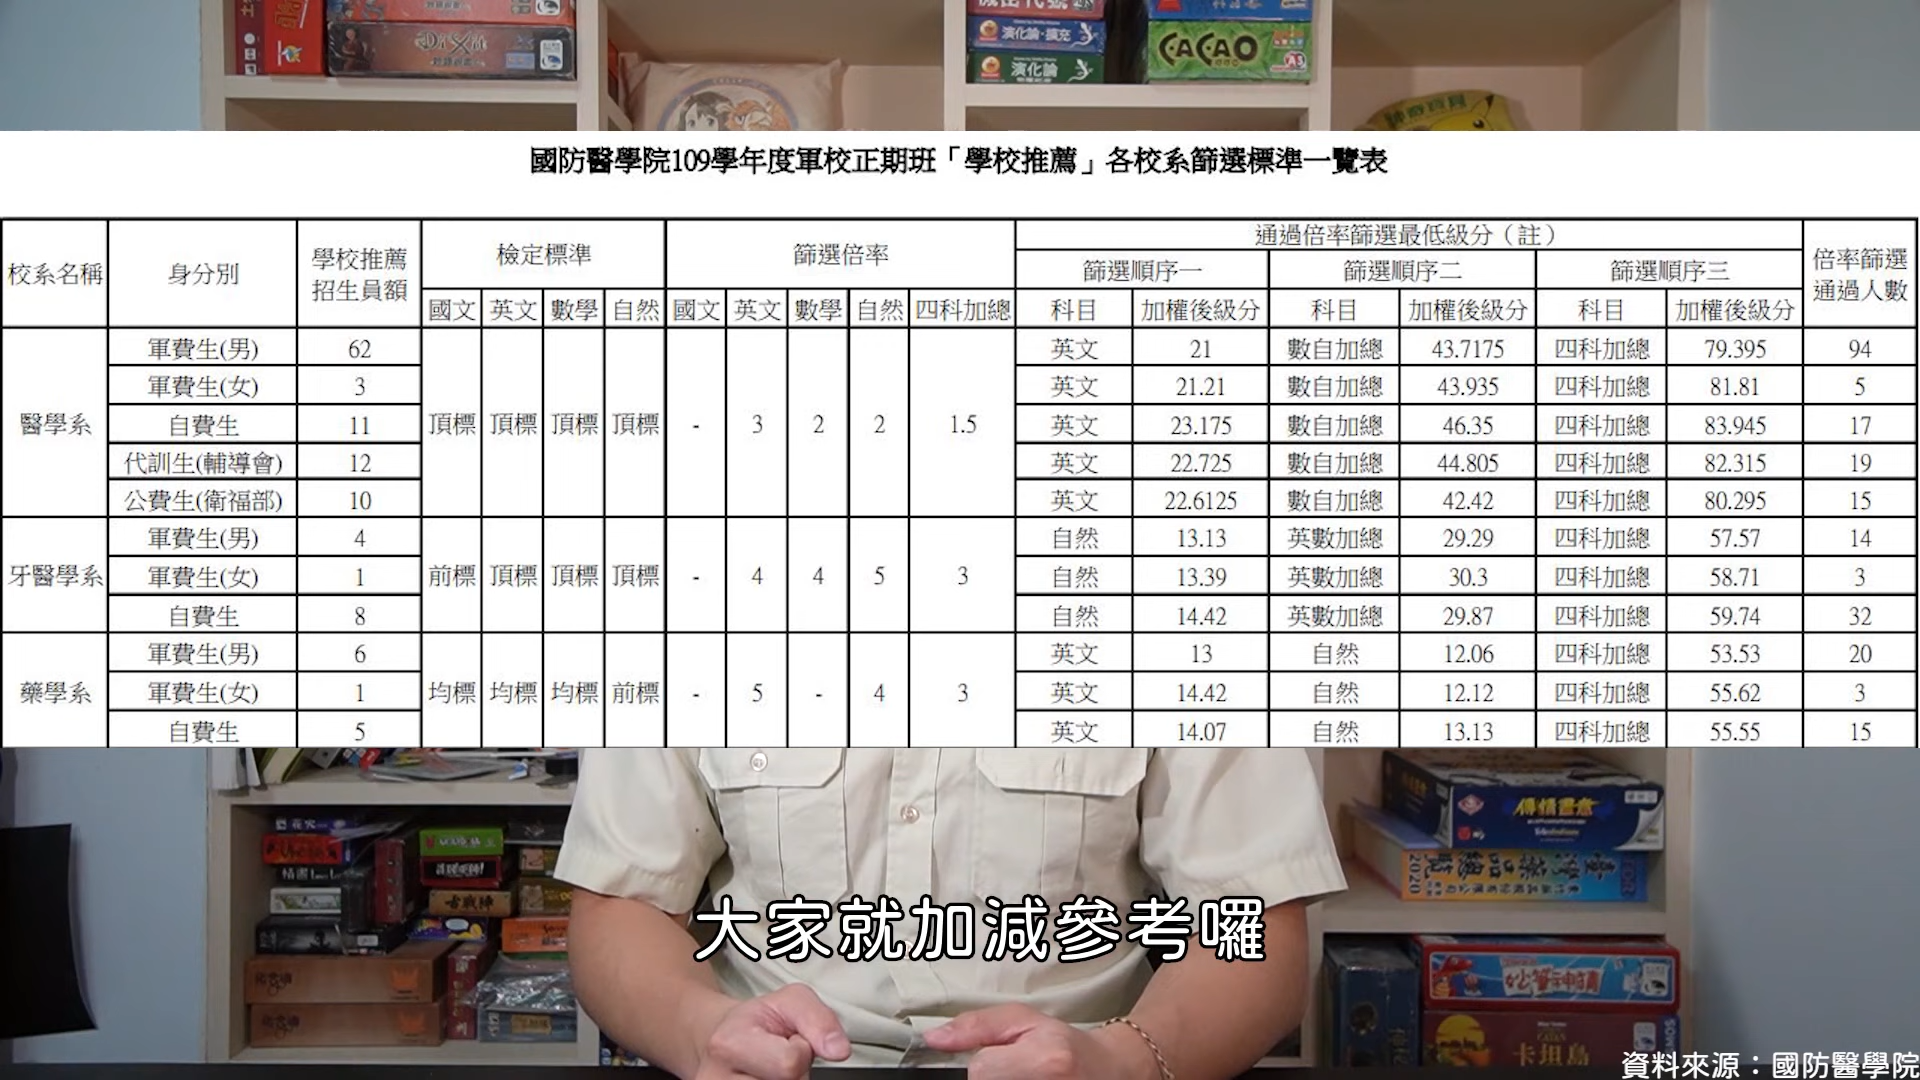 DiXit
演化論·擴充
演化論
CACAO
國防醫學院109學年度軍校正期班「學校推薦」各校系篩選標準一覽表
校系名稱 身分別 學校推薦招生員額 檢定標準 篩選倍率 通過倍率篩選最低級分(註) 倍率篩選通過人數
篩選順序一 篩選順序二 篩選順序三
國文 英文 數學 自然 國文 英文 數學 自然 四科加總 科目 加權後級分 科目 加權後級分 科目 加權後級分
醫學系 頂標 頂標 頂標 頂標 - 3 2 2 1.5
軍費生(男) 62 英文 21 數自加總 43.7175 四科加總 79.395 94
軍費生(女) 3 英文 21.21 數自加總 43.935 四科加總 81.81 5
自費生 11 英文 23.175 數自加總 46.35 四科加總 83.945 17
代訓生(輔導會) 12 英文 22.725 數自加總 44.805 四科加總 82.315 19
公費生(衛福部) 10 英文 22.6125 數自加總 42.42 四科加總 80.295 15
牙醫學系 前標 頂標 頂標 頂標 - 4 4 5 3
軍費生(男) 4 自然 13.13 英數加總 29.29 四科加總 57.57 14
軍費生(女) 1 自然 13.39 英數加總 30.3 四科加總 58.71 3
自費生 8 自然 14.42 英數加總 29.87 四科加總 59.74 32
藥學系 均標 均標 均標 前標 - 5 - 4 3
軍費生(男) 6 英文 13 自然 12.06 四科加總 53.53 20
軍費生(女) 1 英文 14.42 自然 12.12 四科加總 55.62 3
自費生 5 英文 14.07 自然 13.13 四科加總 55.55 15
傳情畫意
2020
古戰陣
卡坦島
大家就加減參考囉
資料來源：國防醫學院